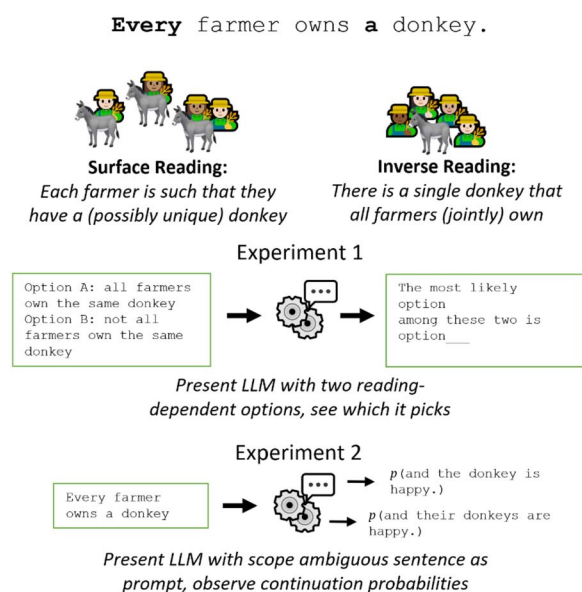 Every farmer owns a donkey.
Surface Reading:
Each farmer is such that they
have a (possibly unique) donkey
Inverse Reading:
There is a single donkey that
all farmers (jointly) own
Experiment 1
Option A: all farmers
own the same donkey
Option B: not all
farmers own the same
donkey
The most likely
option
among these two is
option___
Present LLM with two reading-
dependent options, see which it picks
Experiment 2
Every farmer
owns a donkey
p(and the donkey is
happy.)
p(and their donkeys are
happy.)
Present LLM with scope ambiguous sentence as
prompt, observe continuation probabilities